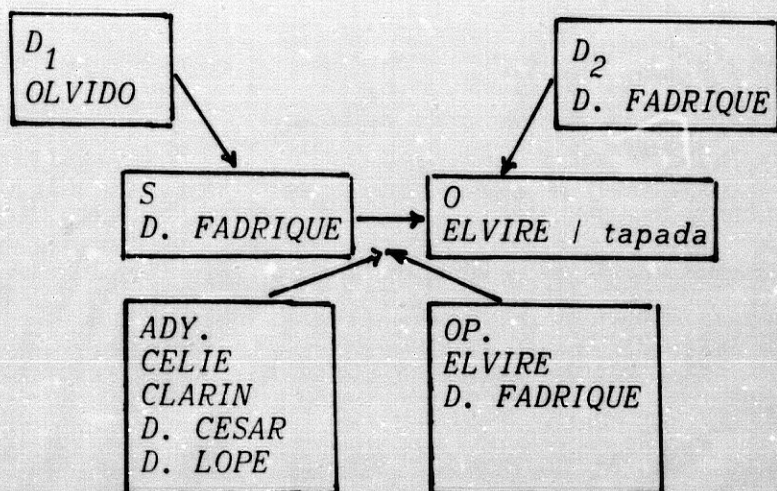 D1
OLVIDO
D2
D. FADRIQUE
S
D. FADRIQUE
O
ELVIRE / tapada
ADY.
CELIE
CLARIN
D. CESAR
D. LOPE
OP.
ELVIRE
D. FADRIQUE